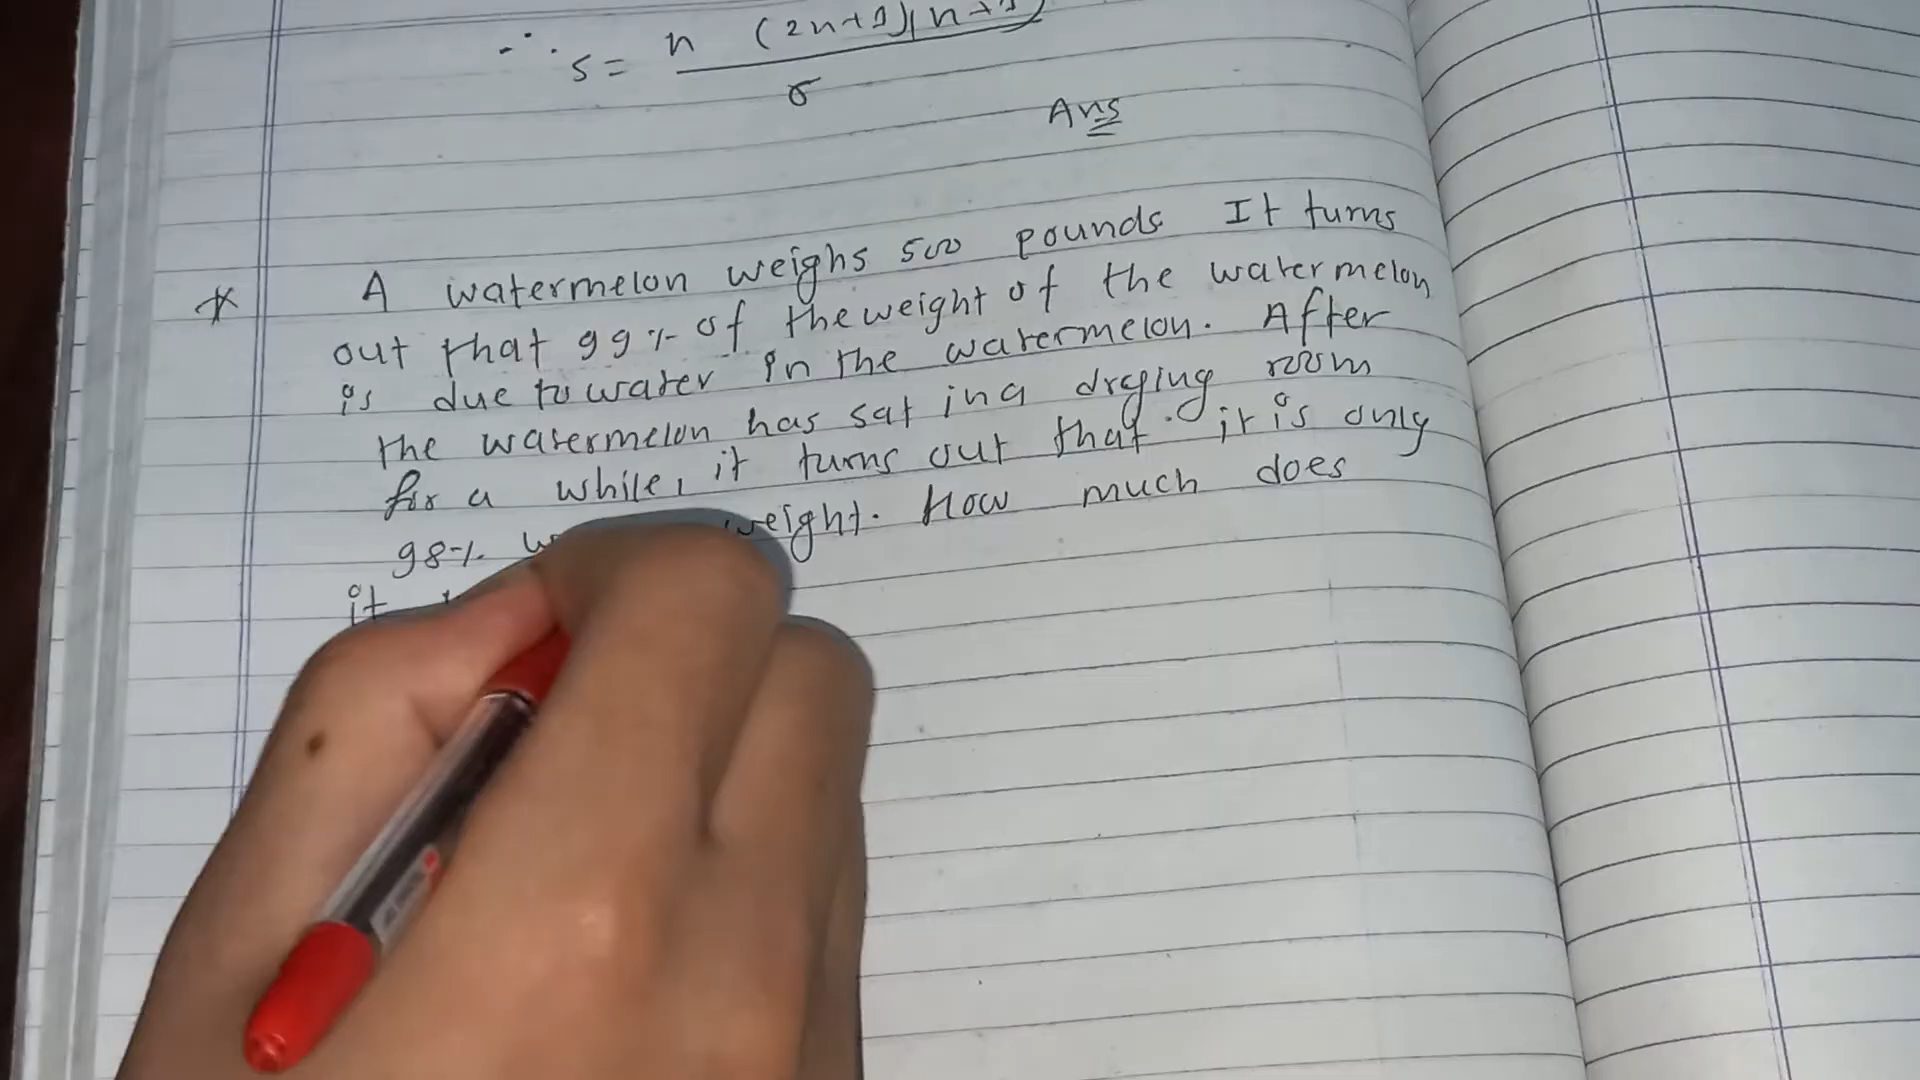 ∴ s = n (2n+1)(n+1)
6
Ans
* A watermelon weighs 500 pounds It turns
out that 99% of the weight of the watermelon
is due to water in the watermelon. After
the watermelon has sat in a drying room
for a while, it turns out that it is only
98% weight. How much does
it